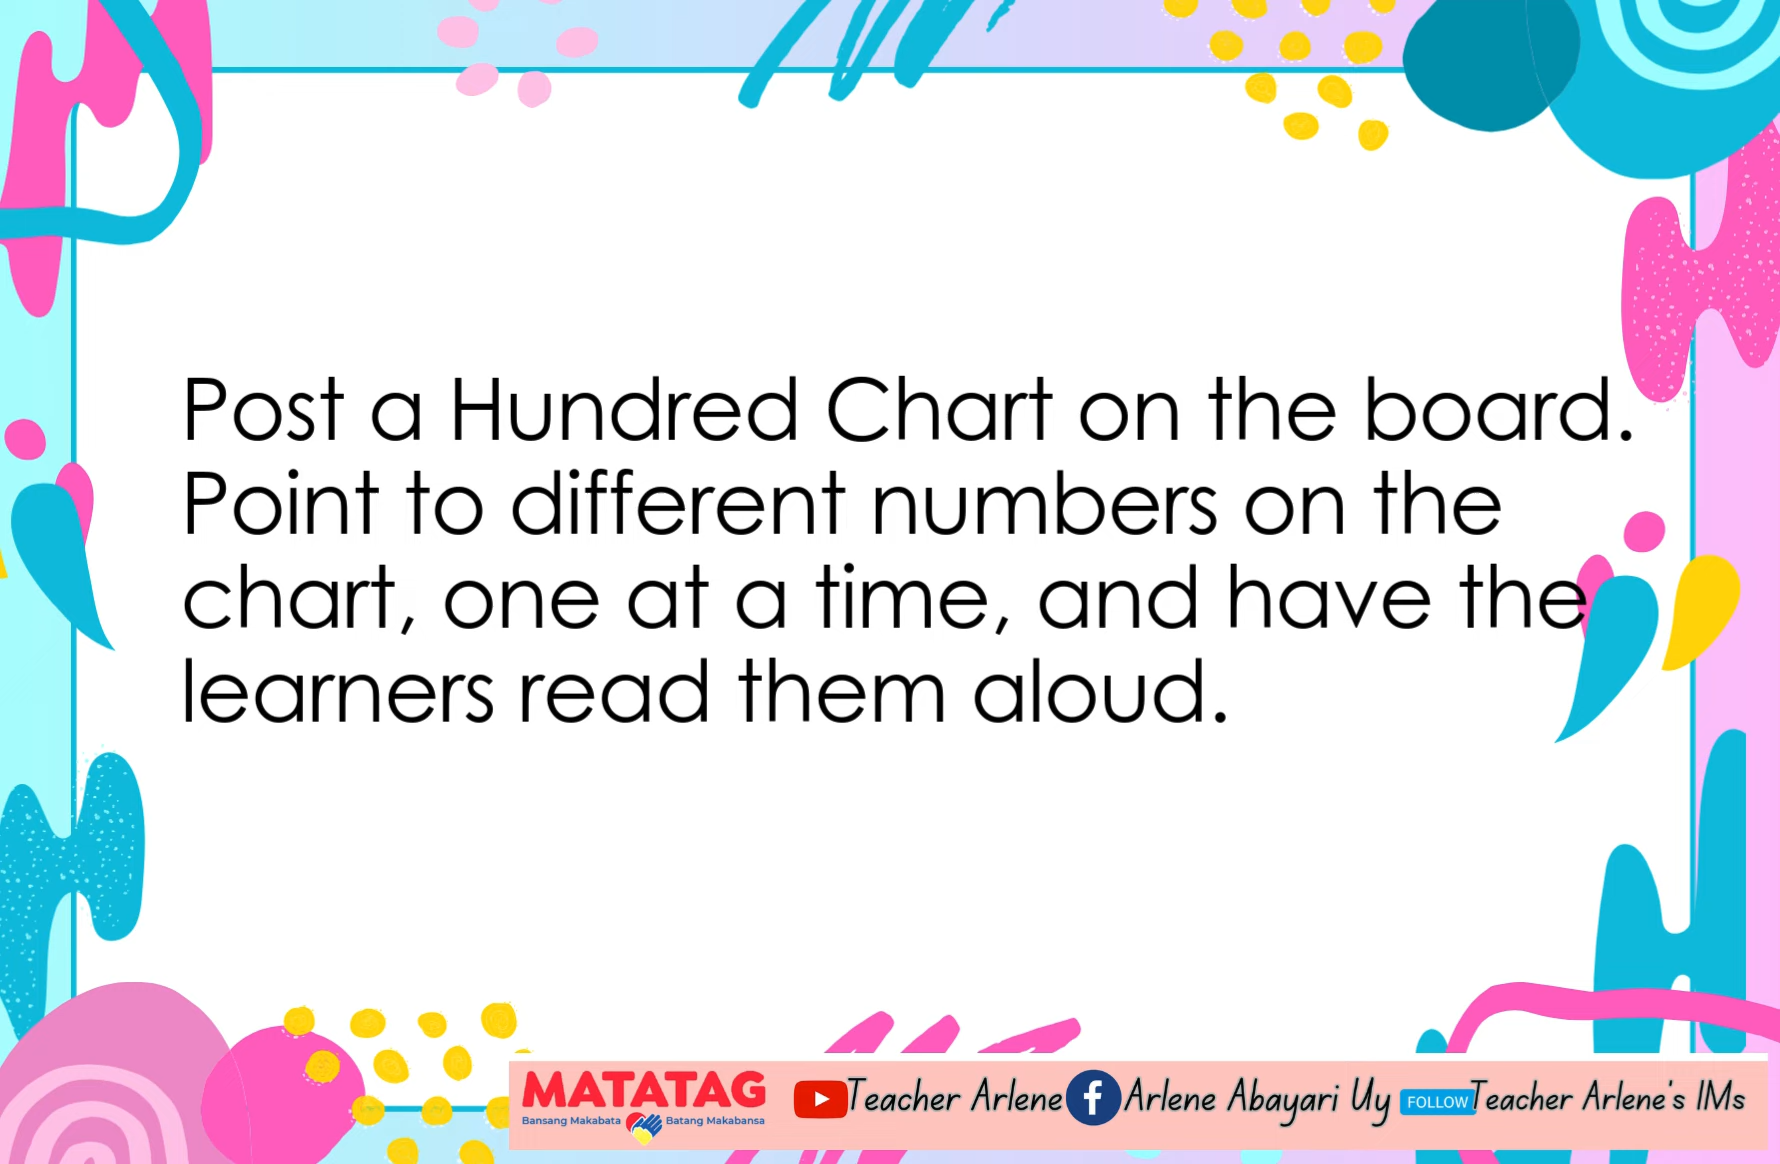 Post a Hundred Chart on the board.
Point to different numbers on the
chart, one at a time, and have the
learners read them aloud.
MATATAG
Bansang Makabata Batang Makabansa
Teacher Arlene
Arlene Abayari Uy
FOLLOW
Teacher Arlene's IMs